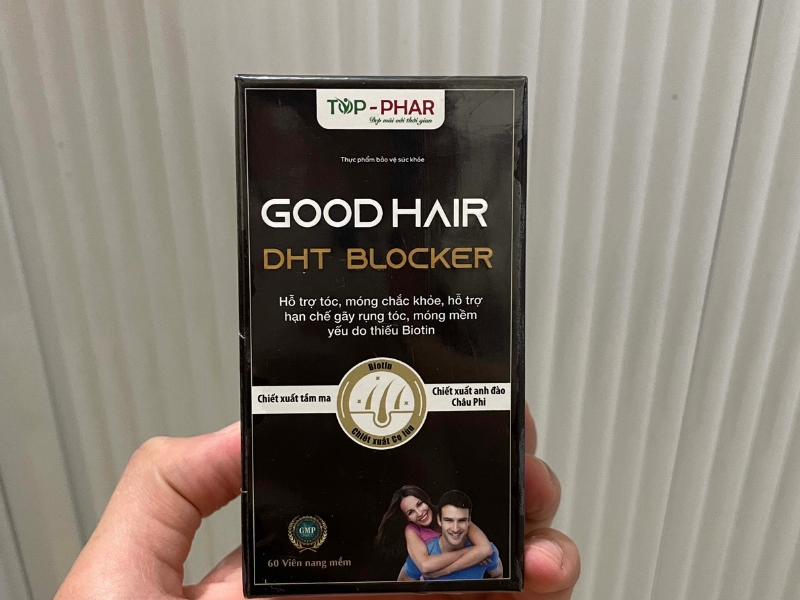 TOP-PHAR
Đẹp mãi với thời gian
Thực phẩm bảo vệ sức khỏe
GOOD HAIR
DHT BLOCKER
Hỗ trợ tóc, móng chắc khỏe, hỗ trợ
hạn chế gãy rụng tóc, móng mềm
yếu do thiếu Biotin
Biotin
Chiết xuất tầm ma
Chiết xuất anh đào
Châu Phi
Chiết xuất Cọ lùn
GMP
60 Viên nang mềm